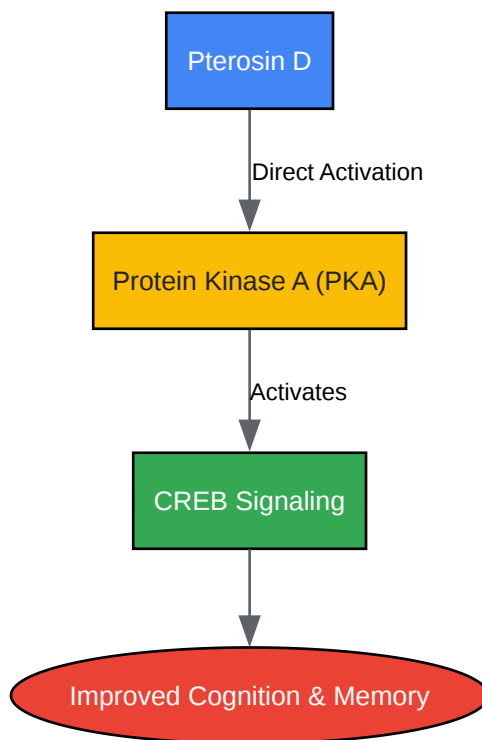 Pterosin D
Direct Activation
Protein Kinase A (PKA)
Activates
CREB Signaling
Improved Cognition & Memory